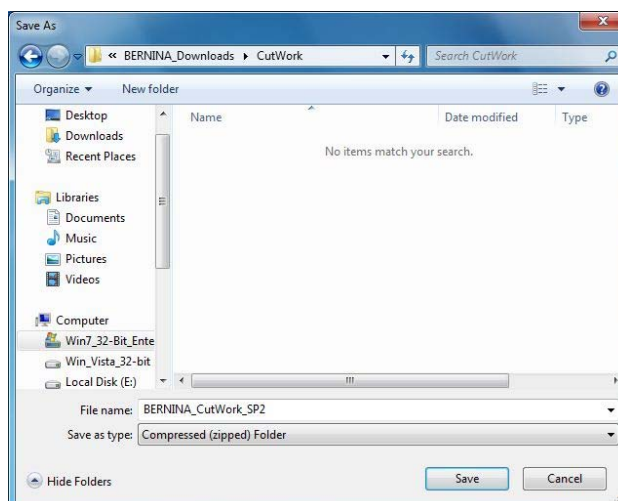 Save As
« BERNINA_Downloads ▸ CutWork
Search CutWork
Organize ▾ New folder
Name Date modified Type
No items match your search.
Desktop
Downloads
Recent Places
Libraries
Documents
Music
Pictures
Videos
Computer
Win7_32-Bit_Ente
Win_Vista_32-bit
Local Disk (E:)
File name: BERNINA_CutWork_SP2
Save as type: Compressed (zipped) Folder
Hide Folders
Save Cancel